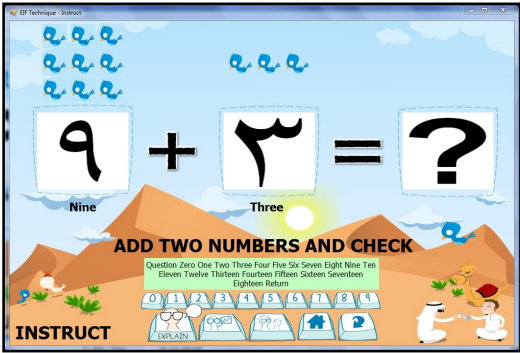 EIF Technique - Instruct
٩ + ٣ = ?
Nine
Three
ADD TWO NUMBERS AND CHECK
Question Zero One Two Three Four Five Six Seven Eight Nine Ten
Eleven Twelve Thirteen Fourteen Fifteen Sixteen Seventeen
Eighteen Return
0 1 2 3 4 5 6 7 8 9
INSTRUCT
EXPLAIN